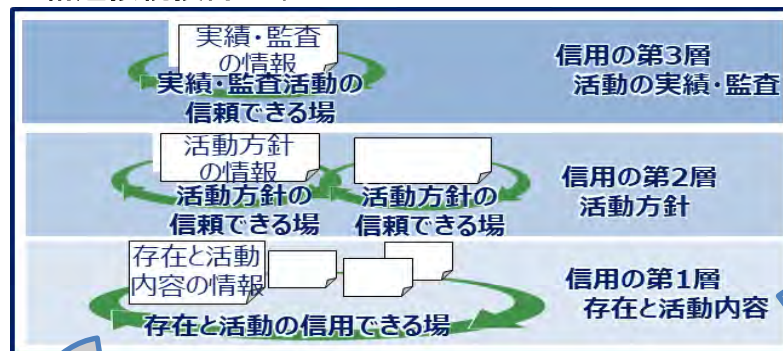 実績・監査
の情報
実績・監査活動の
信頼できる場
信用の第3層
活動の実績・監査
活動方針
の情報
活動方針の
信頼できる場
活動方針の
信頼できる場
信用の第2層
活動方針
存在と活動
内容の情報
存在と活動の信用できる場
信用の第1層
存在と活動内容